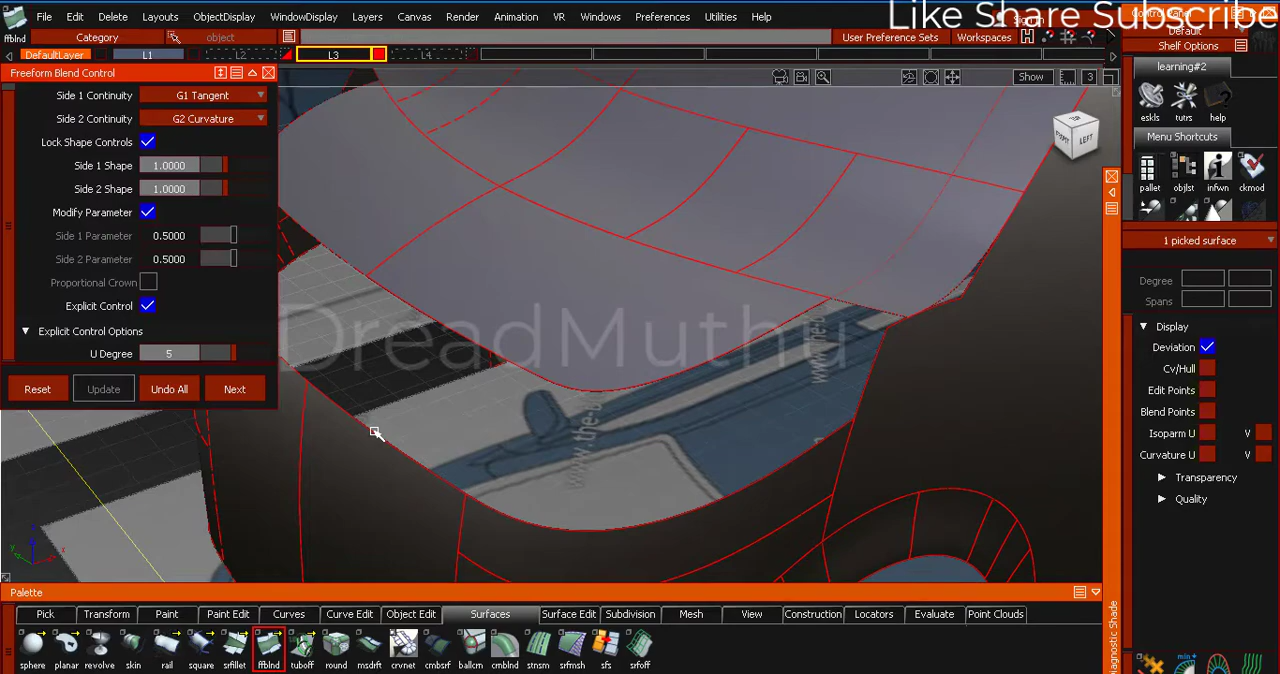 Like Share Subscribe
File Edit Delete Layouts ObjectDisplay WindowDisplay Layers Canvas Render Animation VR Windows Preferences Utilities Help
ffblnd Category object User Preference Sets Workspaces
DefaultLayer L1 L2 L3 L4
Freeform Blend Control
Side 1 Continuity G1 Tangent
Side 2 Continuity G2 Curvature
Lock Shape Controls
Side 1 Shape 1.0000
Side 2 Shape 1.0000
Modify Parameter
Side 1 Parameter 0.5000
Side 2 Parameter 0.5000
Proportional Crown
Explicit Control
Explicit Control Options
U Degree 5
Reset Update Undo All Next
Show 3
TOP
FRONT LEFT
DreadMuthu
Control Panel
Default
Shelf Options
learning#2
eskls tutrs help
Menu Shortcuts
pallet objlst infwn ckmod
1 picked surface
Degree
Spans
Display
Deviation
Cv/Hull
Edit Points
Blend Points
Isoparm U V
Curvature U V
Transparency
Quality
Diagnostic Shade
Palette
Pick Transform Paint Paint Edit Curves Curve Edit Object Edit Surfaces Surface Edit Subdivision Mesh View Construction Locators Evaluate Point Clouds
sphere planar revolve skin rail square srfillet ffblnd tuboff round msdrft crvnet cmbsrf ballcrn cmblnd stnsm srfmsh sfs srfoff